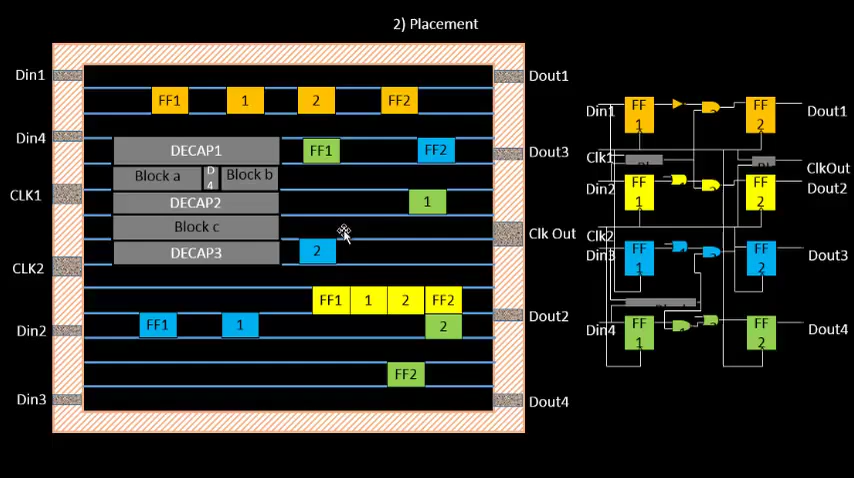 2) Placement
Din1
Din4
CLK1
CLK2
Din2
Din3
FF1 1 2 FF2
DECAP1 FF1 FF2
Block a D4 Block b
DECAP2 1
Block c
DECAP3 2
FF1 1 2 FF2
FF1 1 2
FF2
Dout1
Dout3
Clk Out
Dout2
Dout4
Din1 FF 1 FF 2 Dout1
Clk1 ClkOut
Din2 FF 1 FF 2 Dout2
Clk2
Din3 FF 1 FF 2 Dout3
Din4 FF 1 FF 2 Dout4